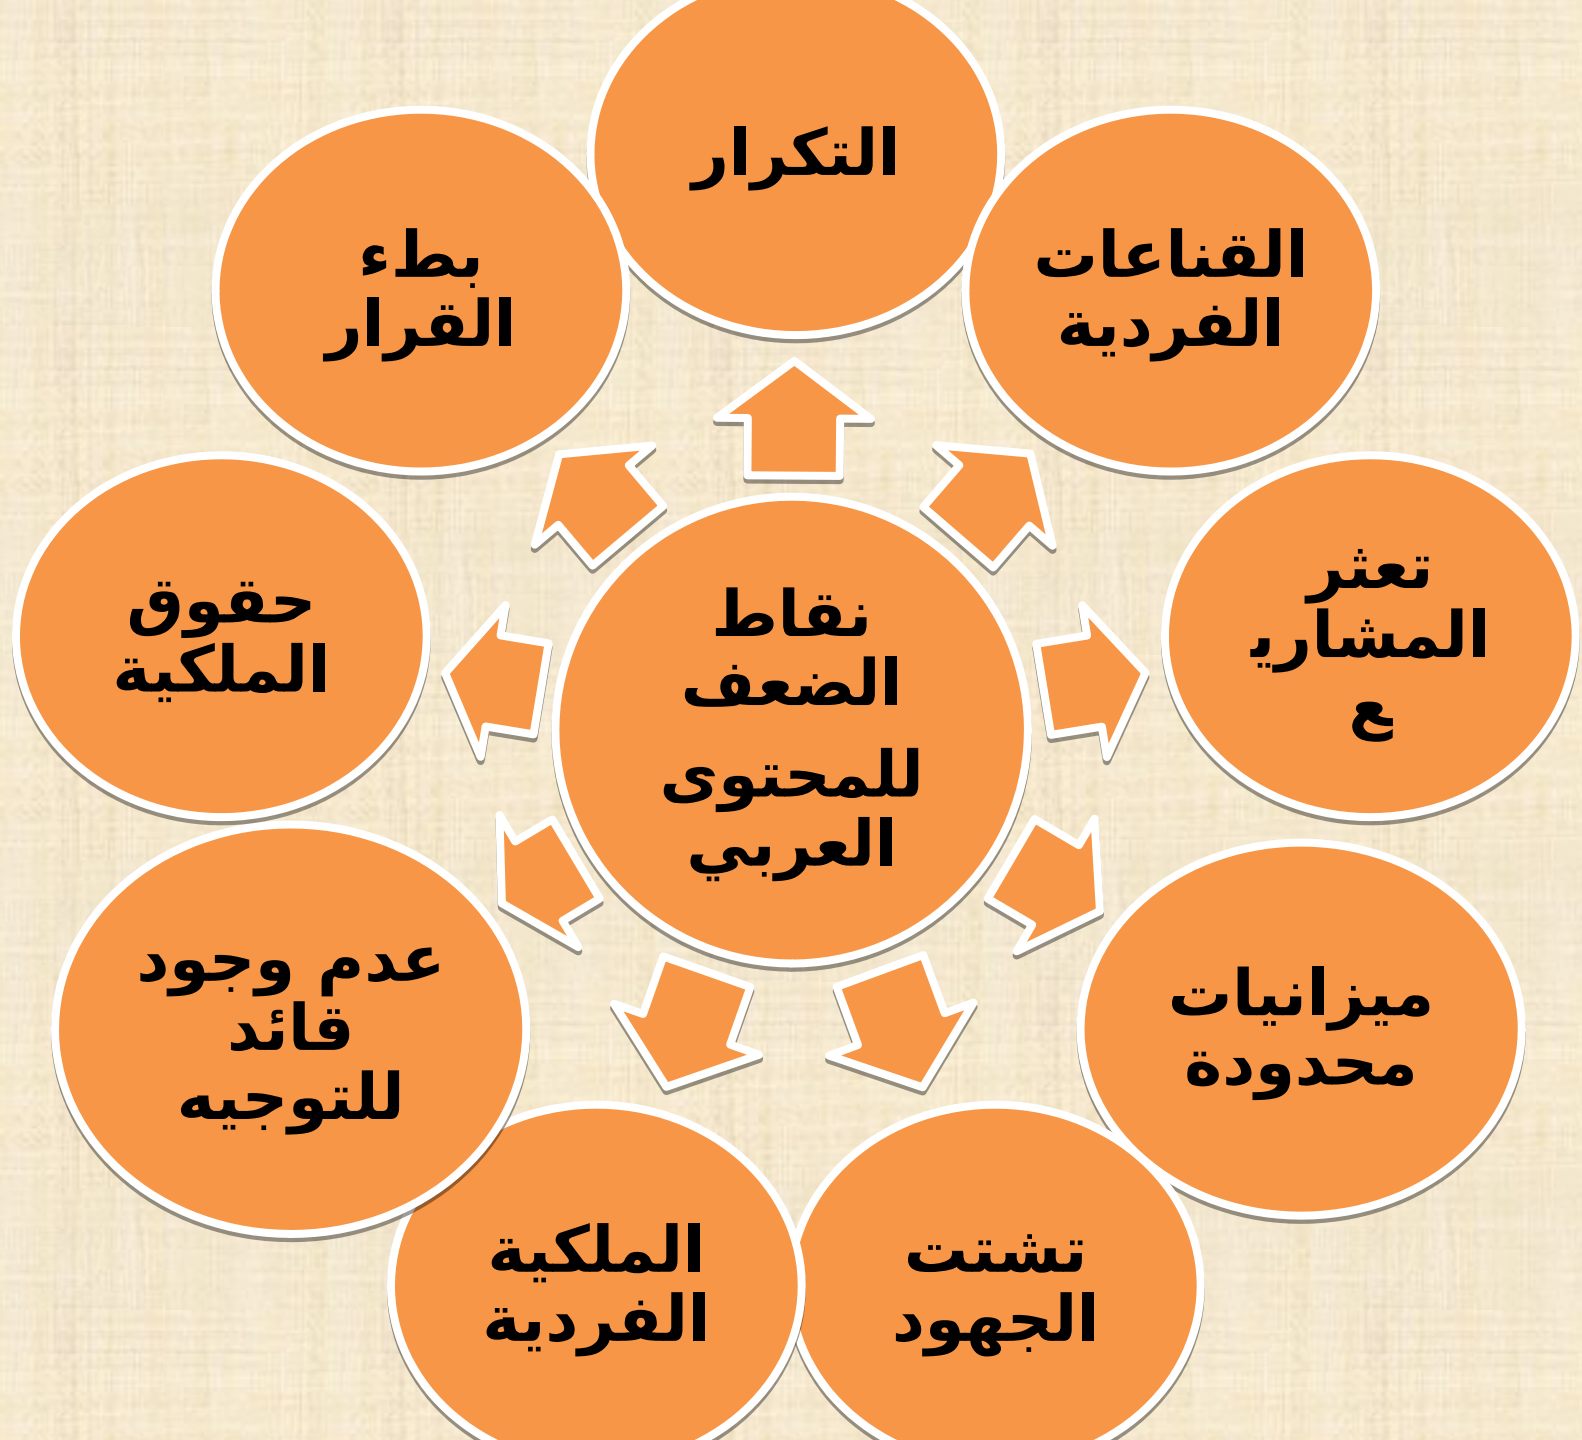 التكرار
القناعات
الفردية
تعثر
المشاري
ع
ميزانيات
محدودة
تشتت
الجهود
الملكية
الفردية
عدم وجود
قائد
للتوجيه
حقوق
الملكية
بطء
القرار
نقاط
الضعف
للمحتوى
العربي